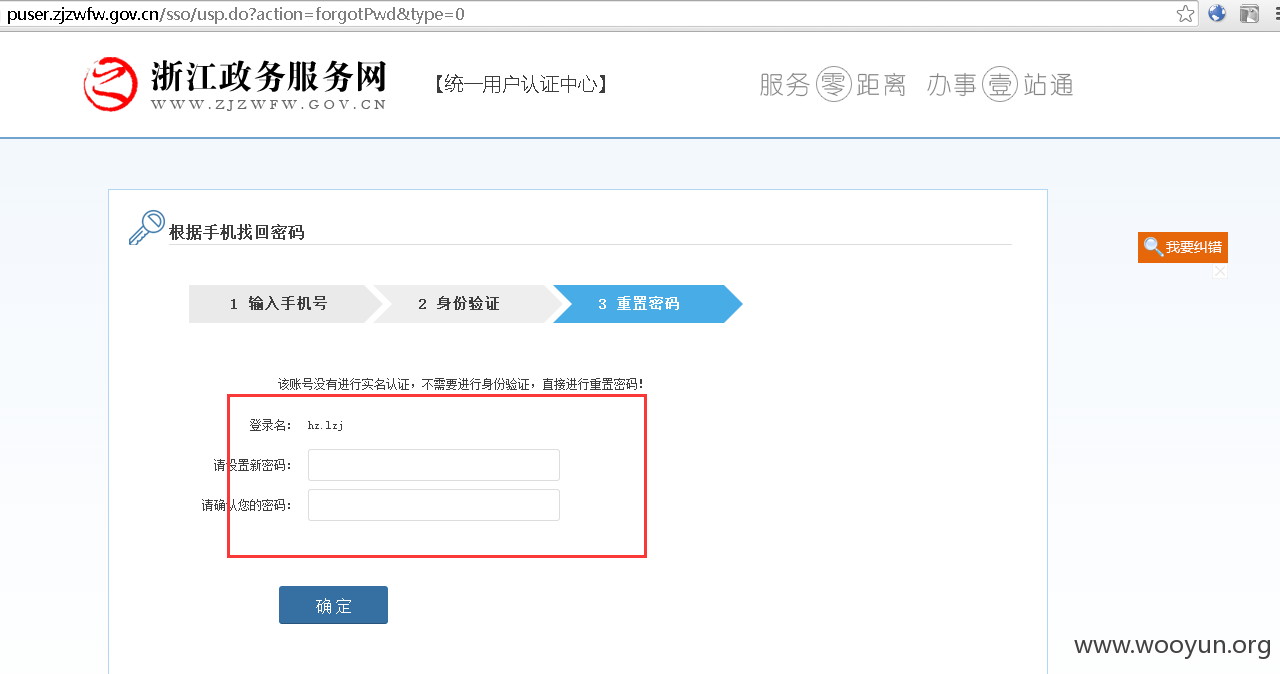 puser.zjzwfw.gov.cn/sso/usp.do?action=forgotPwd&type=0
浙江政务服务网
WWW.ZJZWFW.GOV.CN
【统一用户认证中心】
服务零距离 办事壹站通
根据手机找回密码
我要纠错
1 输入手机号
2 身份验证
3 重置密码
该账号没有进行实名认证，不需要进行身份验证，直接进行重置密码！
登录名： hz.lzj
请设置新密码：
请确认您的密码：
确定
www.wooyun.org